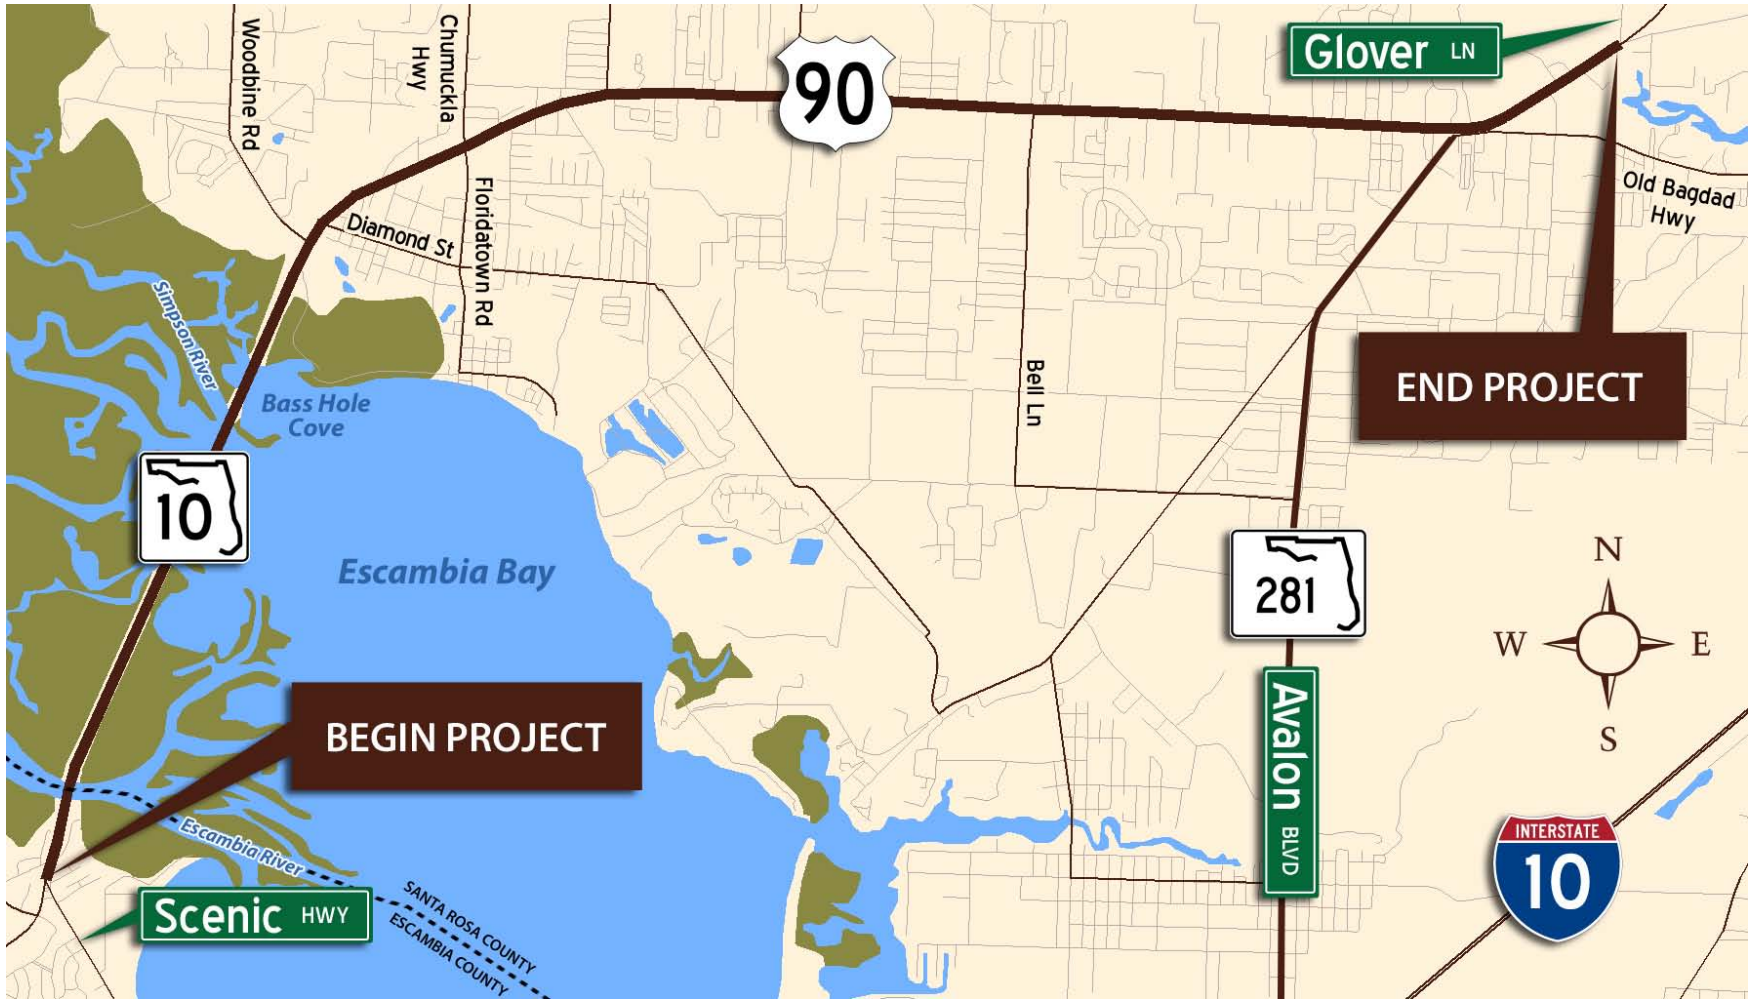 Woodbine Rd
Chumuckla
Hwy
90
Glover LN
Old Bagdad
Hwy
Floridatown Rd
Diamond St
Simpson River
Bass Hole
Cove
Bell Ln
END PROJECT
10
Escambia Bay
281
N
W
E
S
BEGIN PROJECT
Avalon BLVD
INTERSTATE
10
Escambia River
SANTA ROSA COUNTY
ESCAMBIA COUNTY
Scenic HWY